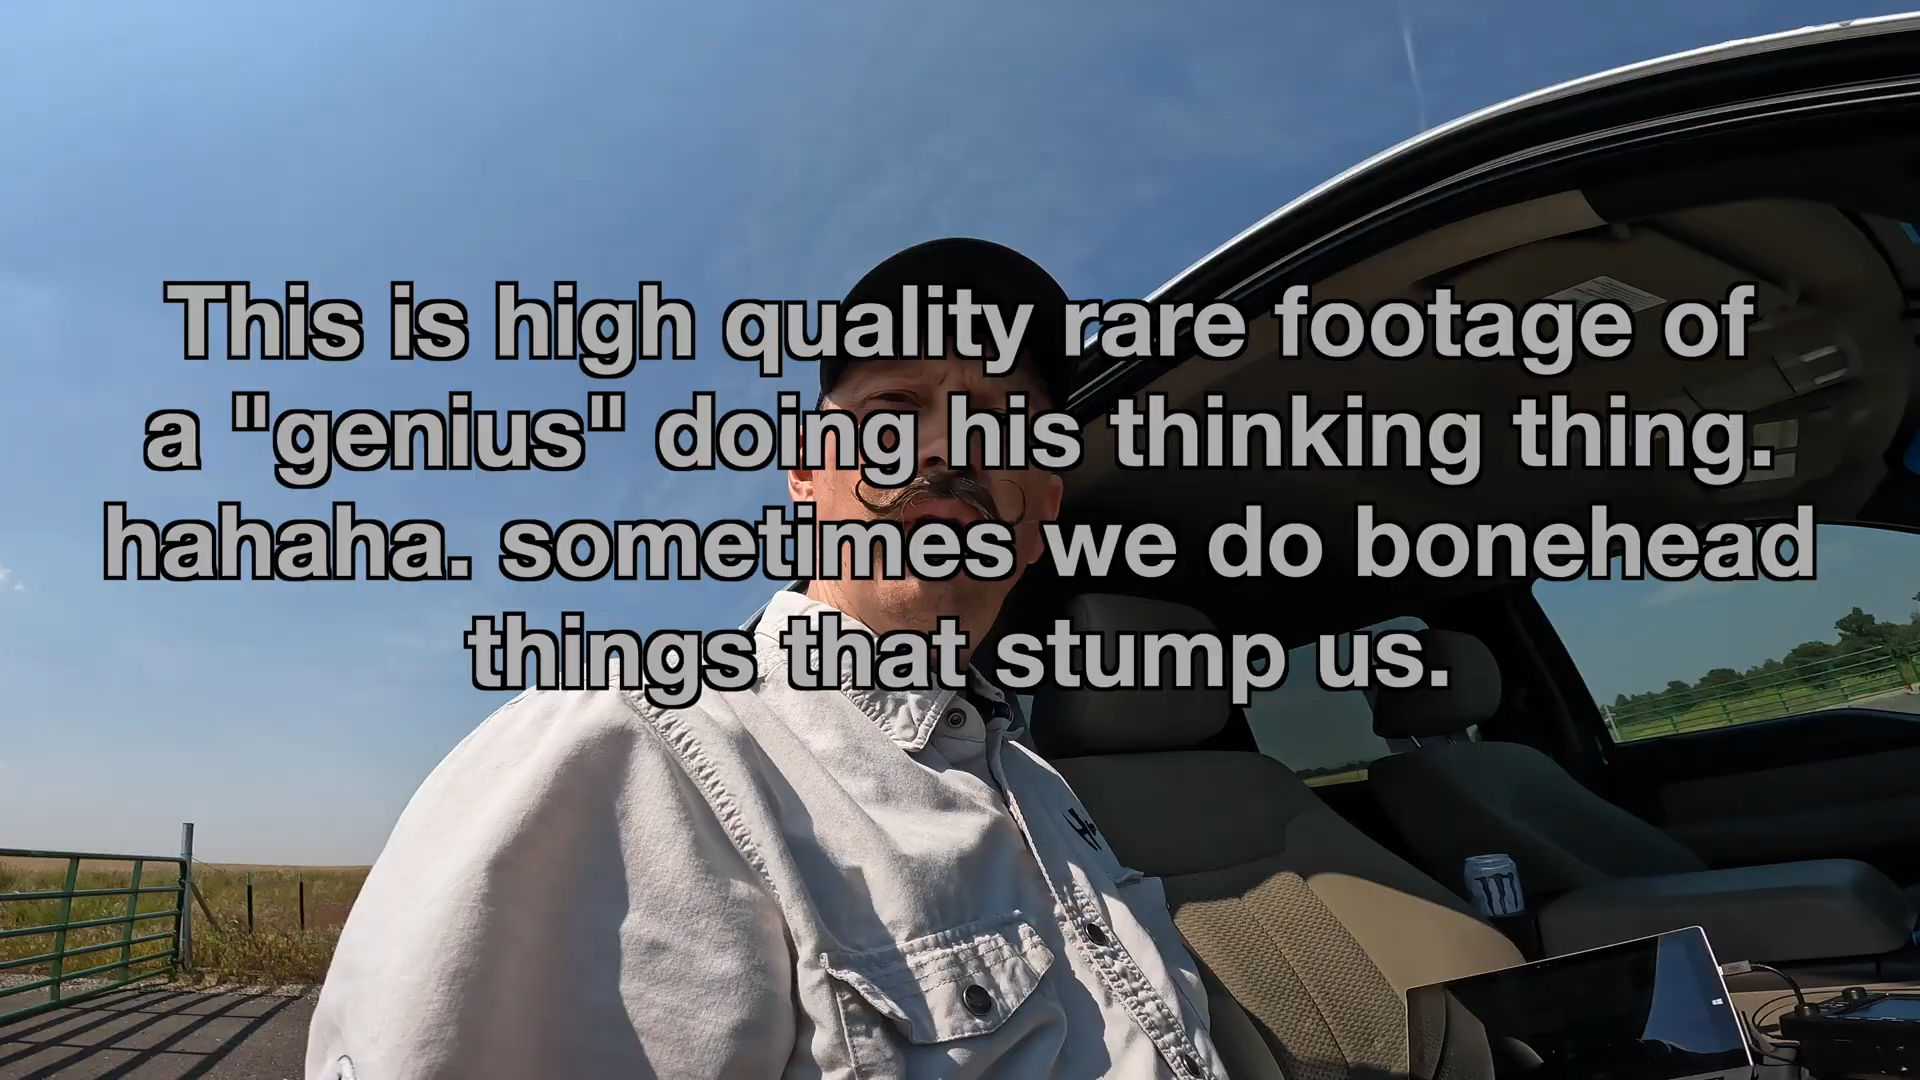 This is high quality rare footage of
a "genius" doing his thinking thing.
hahaha. sometimes we do bonehead
things that stump us.